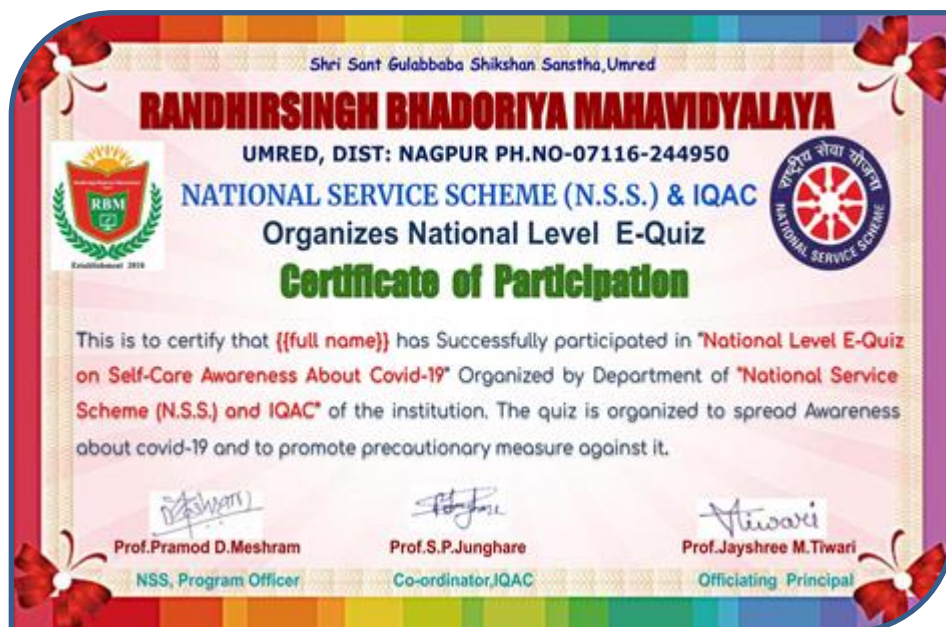 Shri Sant Gulabbaba Shikshan Sanstha,Umred
RANDHIRSINGH BHADORIYA MAHAVIDYALAYA
UMRED, DIST: NAGPUR PH.NO-07116-244950
RBM
NATIONAL SERVICE SCHEME (N.S.S.) & IQAC
राष्ट्रीय सेवा योजना
NATIONAL SERVICE SCHEME
Organizes National Level E-Quiz
Certificate of Participation
This is to certify that {{full name}} has Successfully participated in "National Level E-Quiz
on Self-Care Awareness About Covid-19" Organized by Department of "National Service
Scheme (N.S.S.) and IQAC" of the institution. The quiz is organized to spread Awareness
about covid-19 and to promote precautionary measure against it.
Tiwari
Prof.Pramod D.Meshram Prof.S.P.Junghare Prof.Jayshree M.Tiwari
NSS, Program Officer Co-ordinator,IQAC Officiating Principal